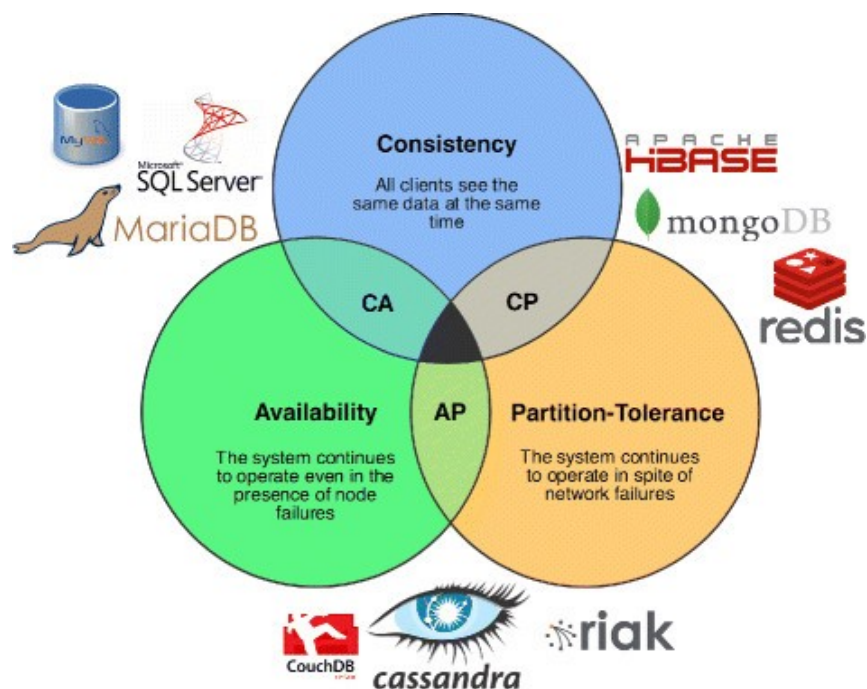 Consistency
All clients see the
same data at the same
time
MySQL
Microsoft®
SQL Server
MariaDB
APACHE
HBASE
mongoDB
redis
CA
CP
AP
Availability
The system continues
to operate even in the
presence of node
failures
Partition-Tolerance
The system continues
to operate in spite of
network failures
CouchDB
cassandra
riak